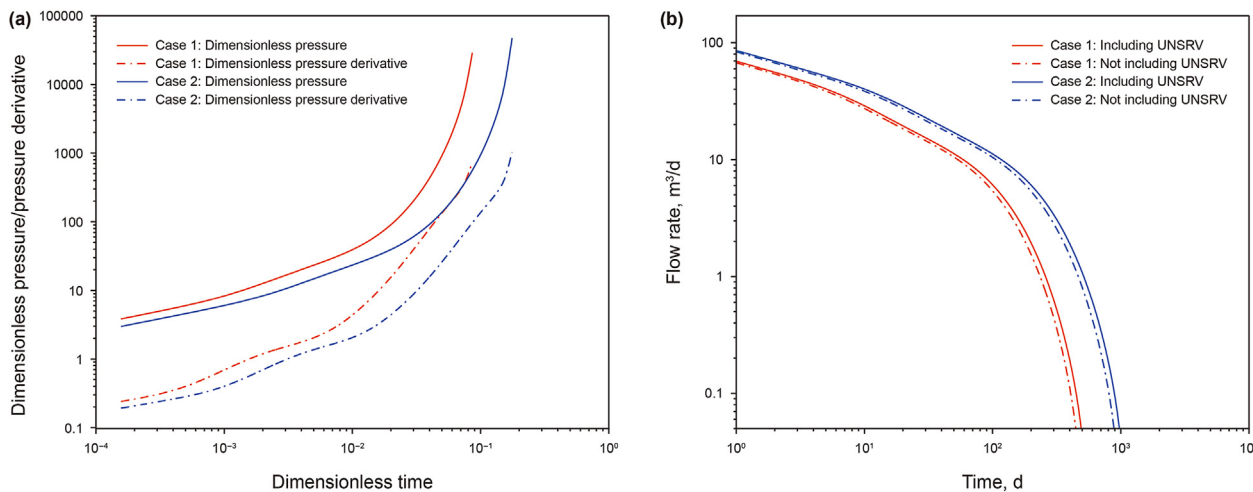 (a)
100000
10000
1000
100
10
1
0.1
10⁻⁴
10⁻³
10⁻²
10⁻¹
10⁰
Dimensionless pressure/pressure derivative
Dimensionless time
Case 1: Dimensionless pressure
Case 1: Dimensionless pressure derivative
Case 2: Dimensionless pressure
Case 2: Dimensionless pressure derivative
(b)
100
10
1
0.1
10⁰
10¹
10²
10³
Flow rate, m³/d
Time, d
Case 1: Including UNSRV
Case 1: Not including UNSRV
Case 2: Including UNSRV
Case 2: Not including UNSRV